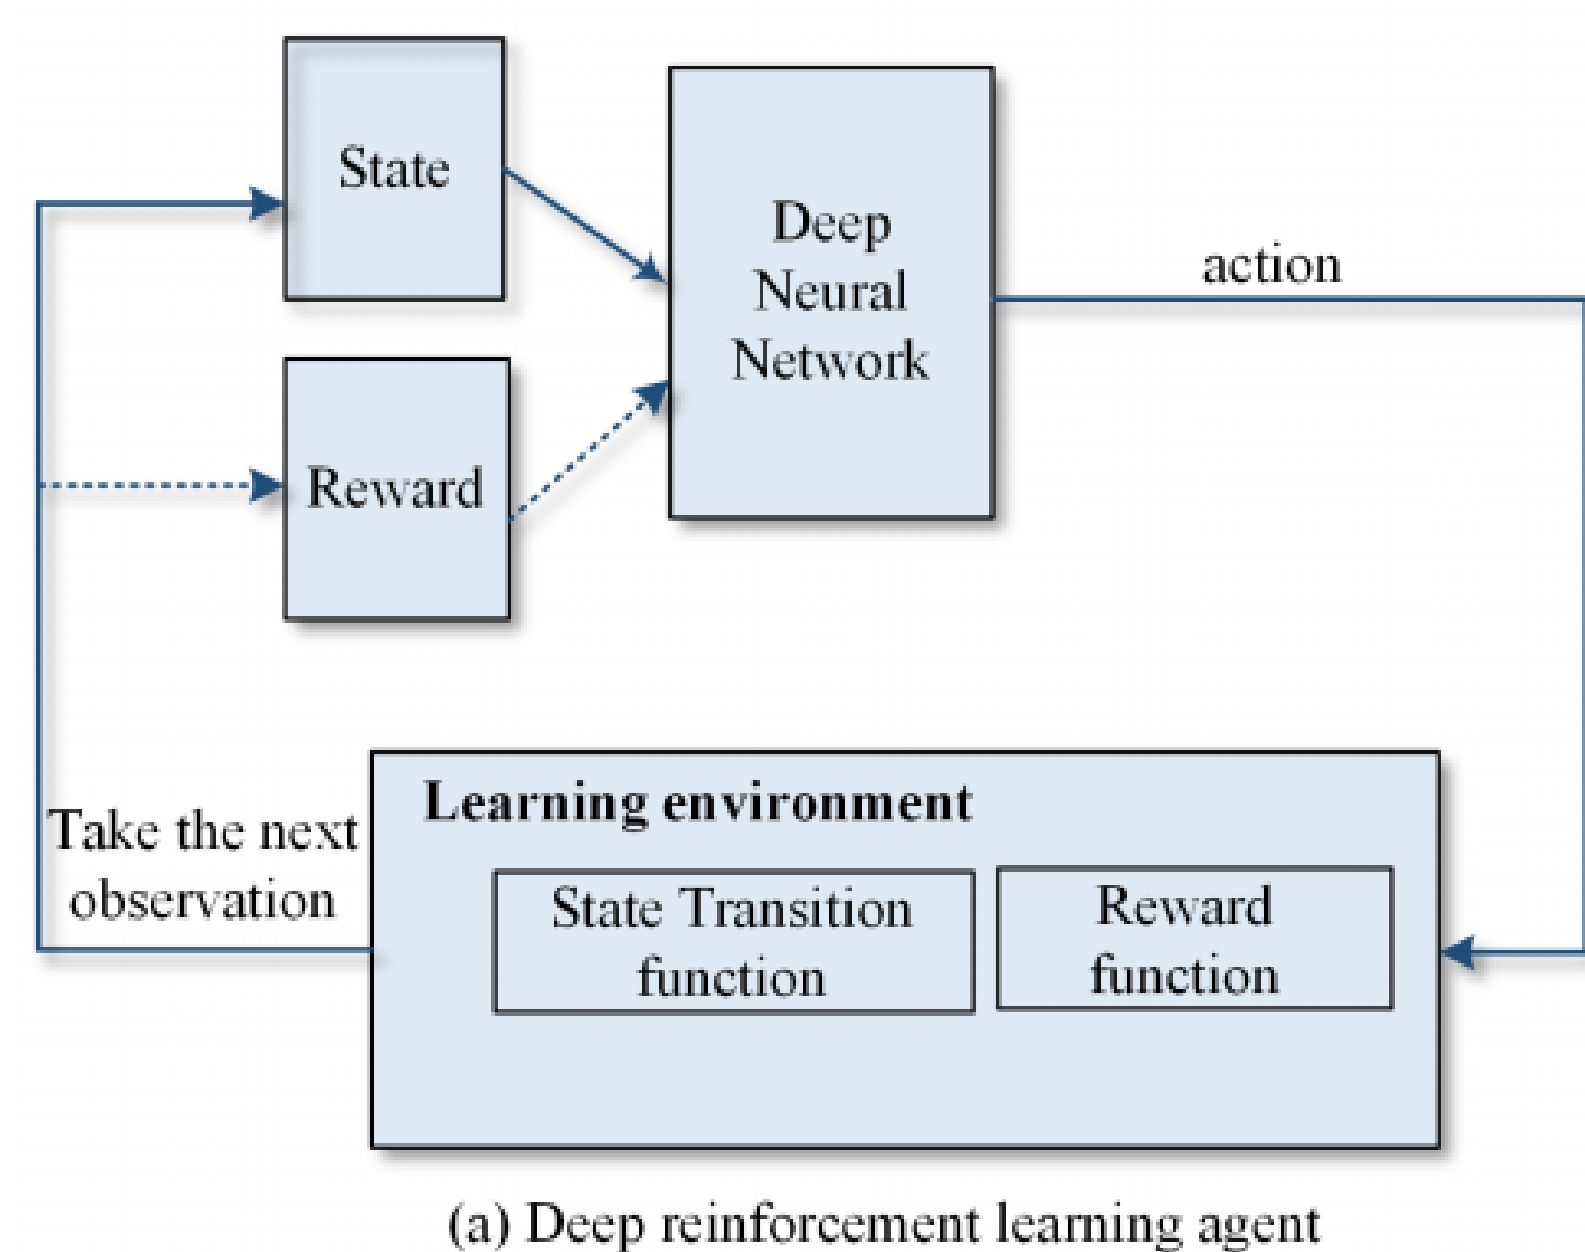 State
Deep
Neural
Network
action
Reward
Learning environment
Take the next
observation
State Transition
function
Reward
function
(a) Deep reinforcement learning agent